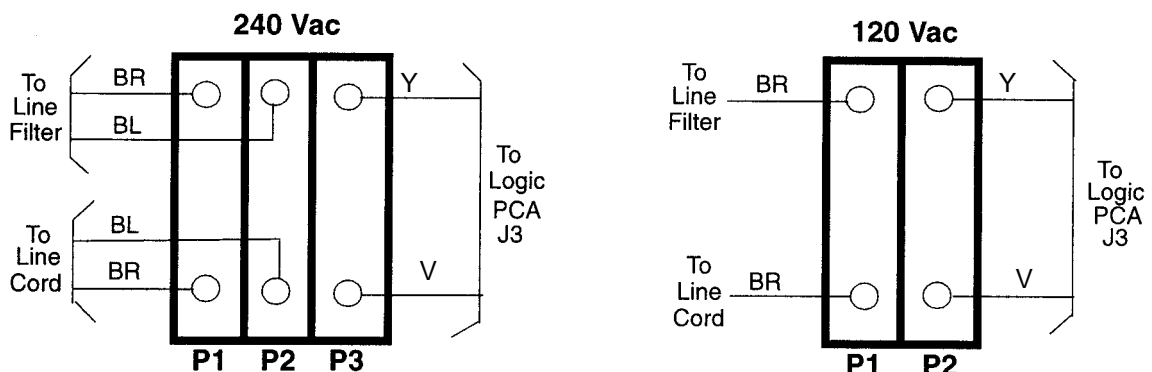 240 Vac
To
Line
Filter
BR
BL
Y
To
Line
Cord
BL
BR
V
To
Logic
PCA
J3
P1 P2 P3
120 Vac
To
Line
Filter
BR
Y
To
Line
Cord
BR
V
To
Logic
PCA
J3
P1 P2